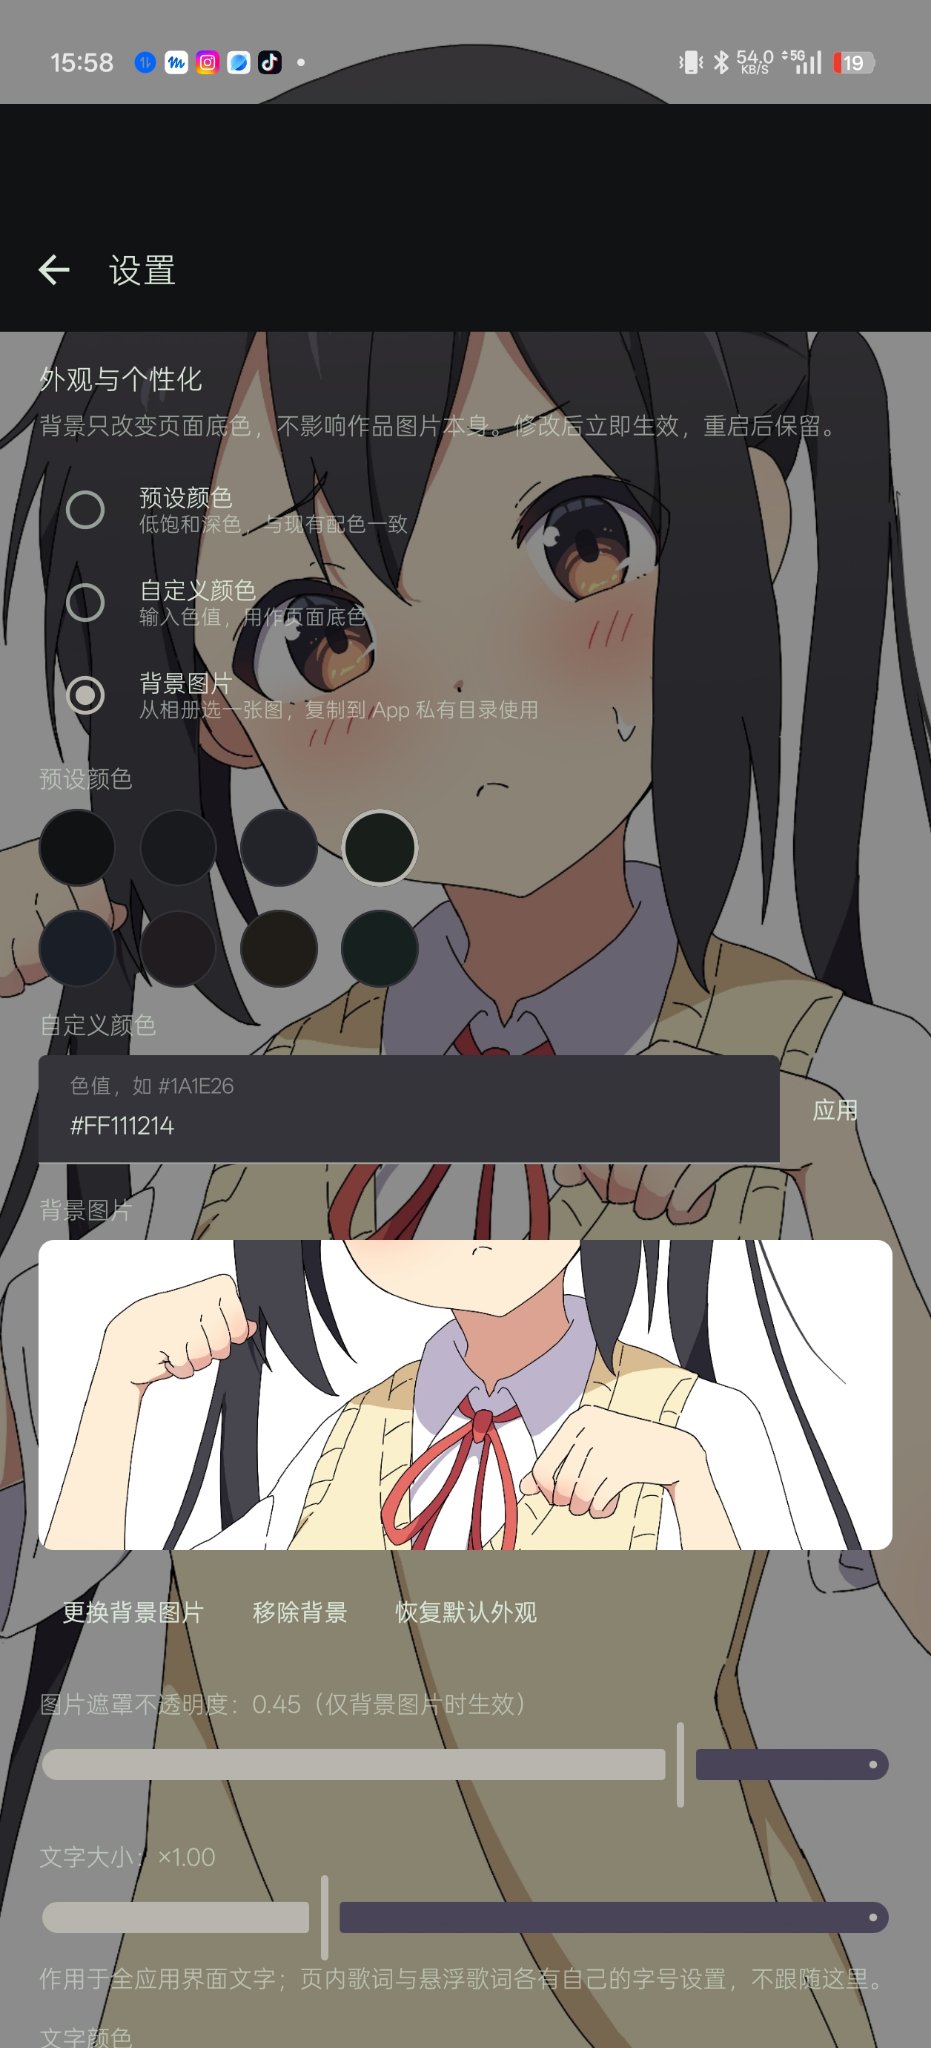 15:58
54.0 KB/S
5G
19
设置
外观与个性化
背景只改变页面底色，不影响作品图片本身。修改后立即生效，重启后保留。
预设颜色
低饱和深色，与现有配色一致
自定义颜色
输入色值，用作页面底色
背景图片
从相册选一张图，复制到 App 私有目录使用
预设颜色
自定义颜色
色值，如 #1A1E26
#FF111214
应用
背景图片
更换背景图片
移除背景
恢复默认外观
图片遮罩不透明度：0.45（仅背景图片时生效）
文字大小：×1.00
作用于全应用界面文字；页内歌词与悬浮歌词各有自己的字号设置，不跟随这里。
文字颜色